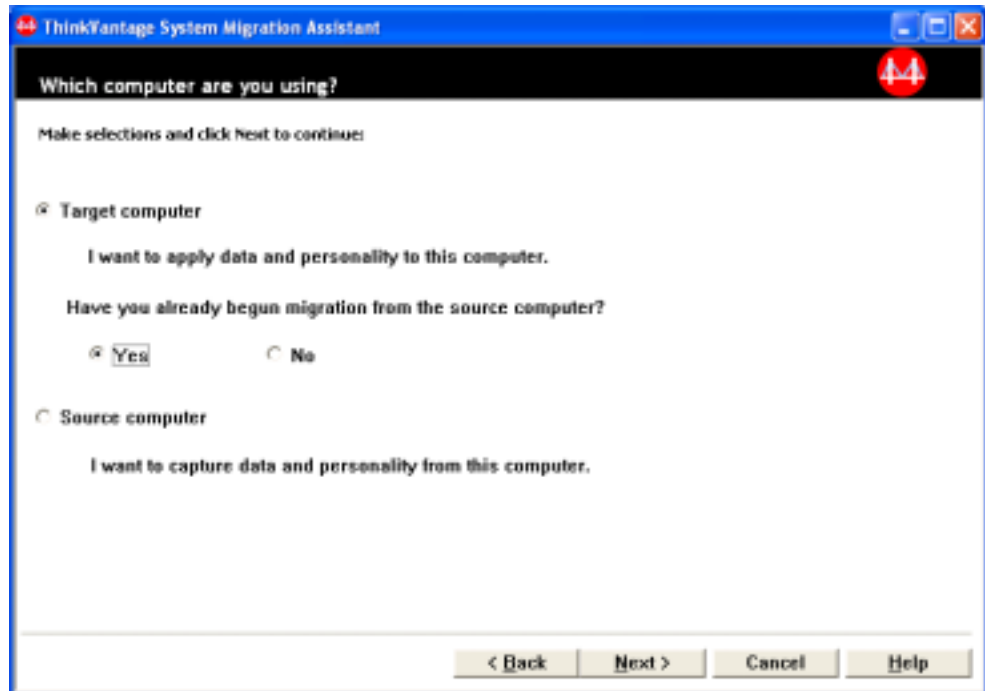 ThinkVantage System Migration Assistant
Which computer are you using?
Make selections and click Next to continue:
Target computer
I want to apply data and personality to this computer.
Have you already begun migration from the source computer?
Yes No
Source computer
I want to capture data and personality from this computer.
< Back Next > Cancel Help